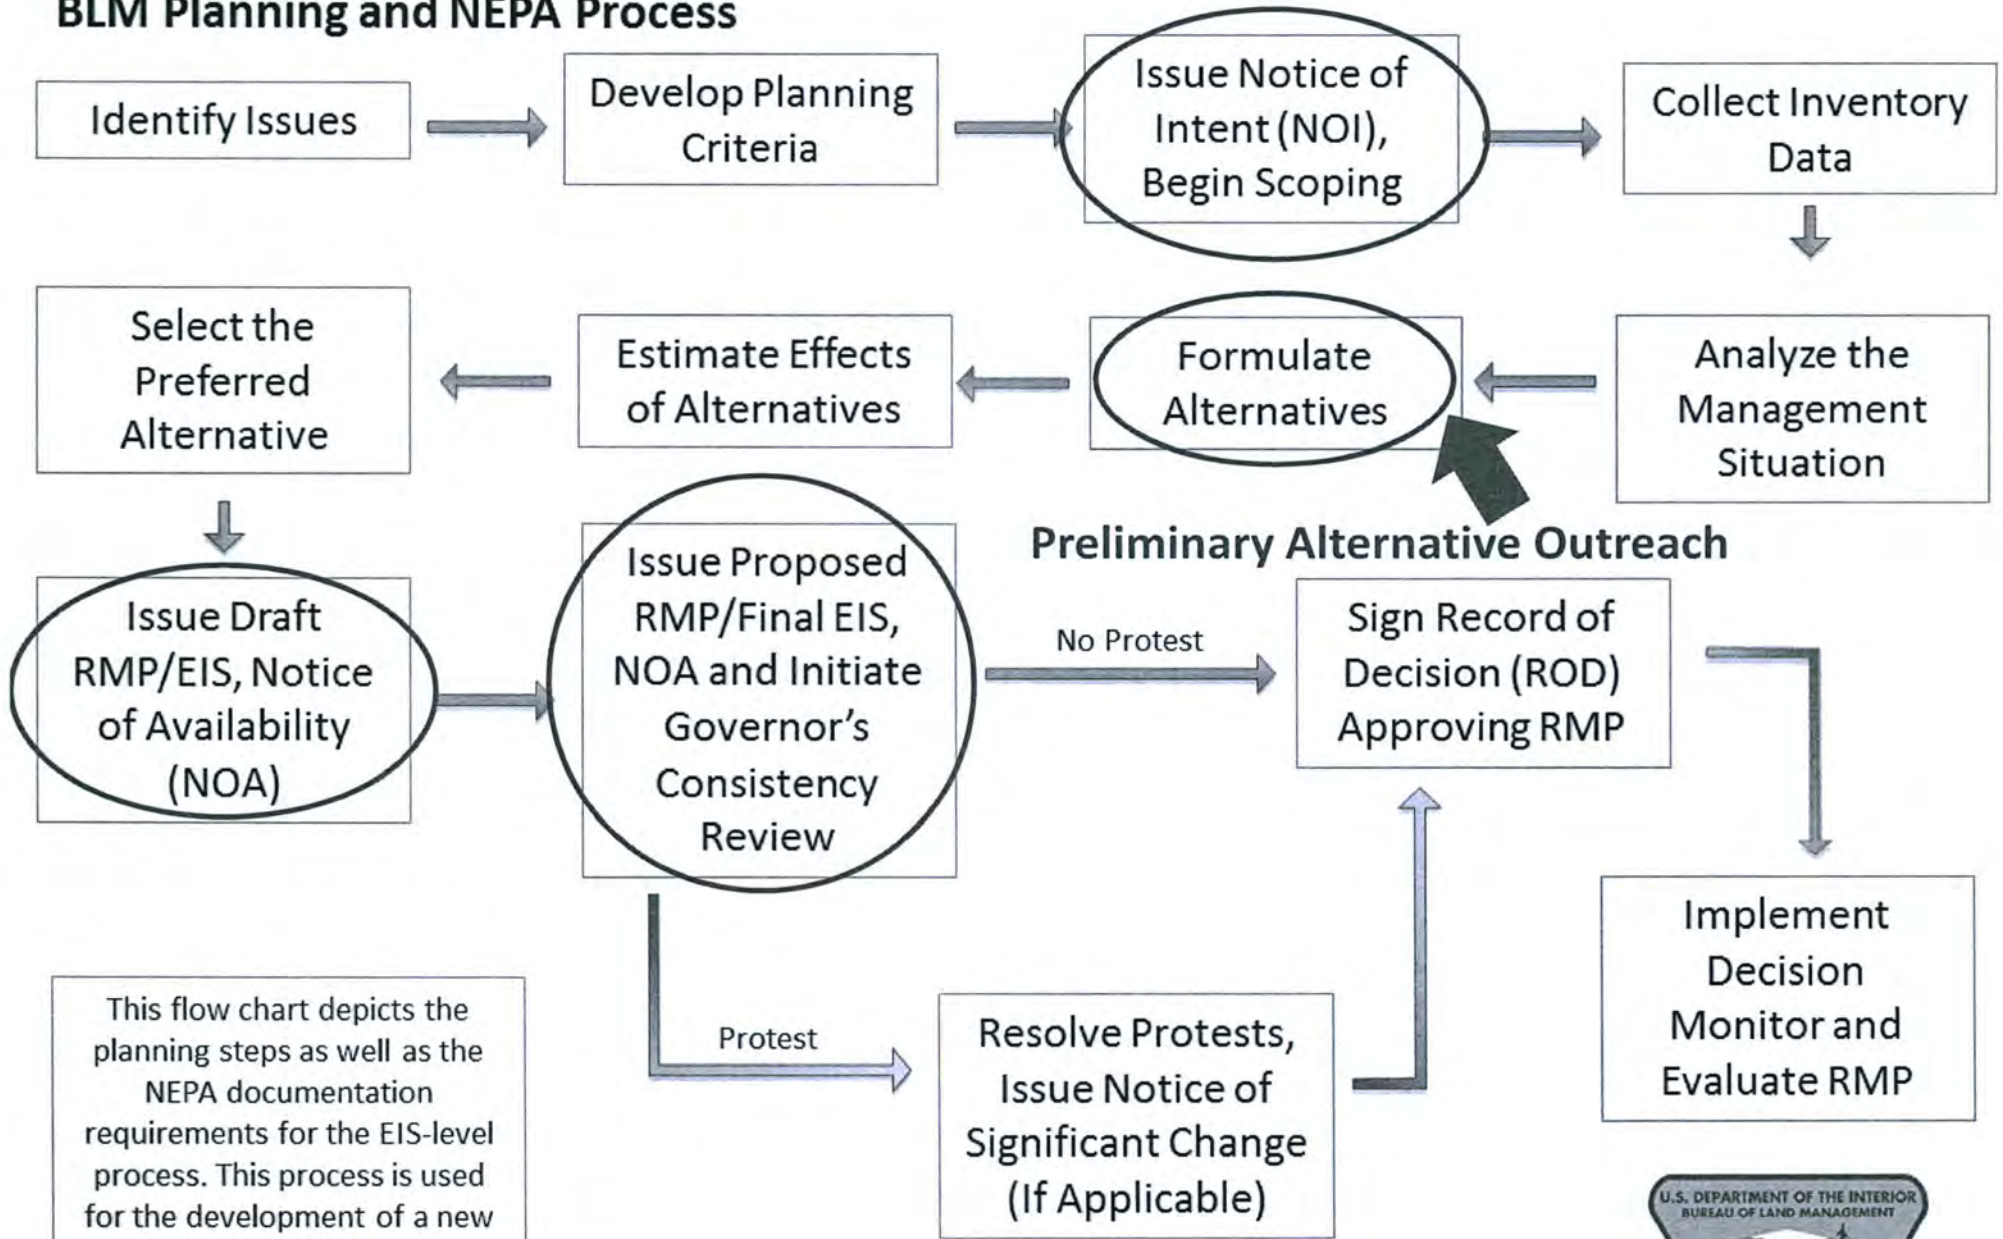 BLM Planning and NEPA Process
Identify Issues
Develop Planning
Criteria
Issue Notice of
Intent (NOI),
Begin Scoping
Collect Inventory
Data
Analyze the
Management
Situation
Formulate
Alternatives
Estimate Effects
of Alternatives
Select the
Preferred
Alternative
Preliminary Alternative Outreach
Issue Draft
RMP/EIS, Notice
of Availability
(NOA)
Issue Proposed
RMP/Final EIS,
NOA and Initiate
Governor's
Consistency
Review
No Protest
Sign Record of
Decision (ROD)
Approving RMP
Protest
Resolve Protests,
Issue Notice of
Significant Change
(If Applicable)
Implement
Decision
Monitor and
Evaluate RMP
This flow chart depicts the
planning steps as well as the
NEPA documentation
requirements for the EIS-level
process. This process is used
for the development of a new
U.S. DEPARTMENT OF THE INTERIOR
BUREAU OF LAND MANAGEMENT